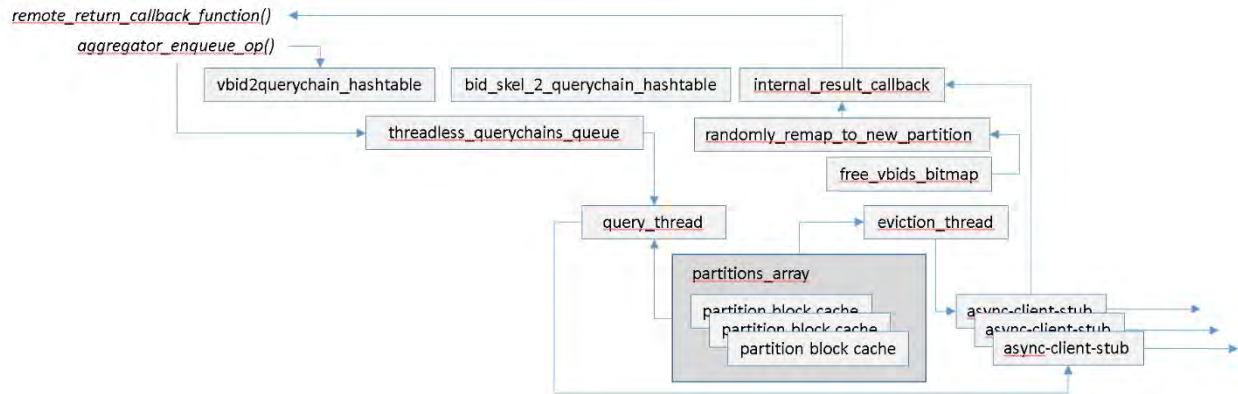 remote_return_callback_function()
aggregator_enqueue_op()
vbid2querychain_hashtable
bid_skel_2_querychain_hashtable
internal_result_callback
threadless_querychains_queue
randomly_remap_to_new_partition
free_vbids_bitmap
query_thread
eviction_thread
partitions_array
partition block cache
partition block cache
partition block cache
async-client-stub
async-client-stub
async-client-stub